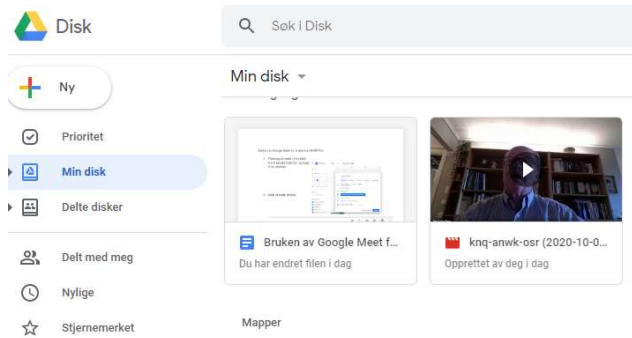 Disk
Søk i Disk
Ny
Min disk
Prioritet
Min disk
Delte disker
Delt med meg
Nylige
Stjernemerket
Bruken av Google Meet f...
Du har endret filen i dag
knq-anwk-osr (2020-10-0...
Opprettet av deg i dag
Mapper